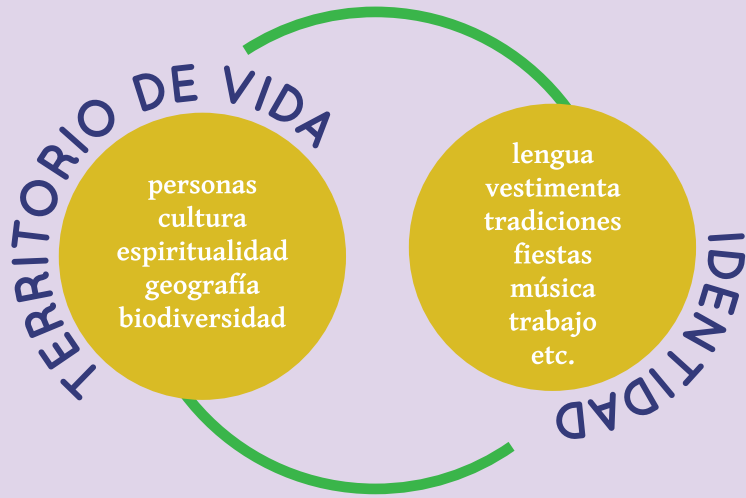 TERRITORIO DE VIDA
personas
cultura
espiritualidad
geografía
biodiversidad
IDENTIDAD
lengua
vestimenta
tradiciones
fiestas
música
trabajo
etc.